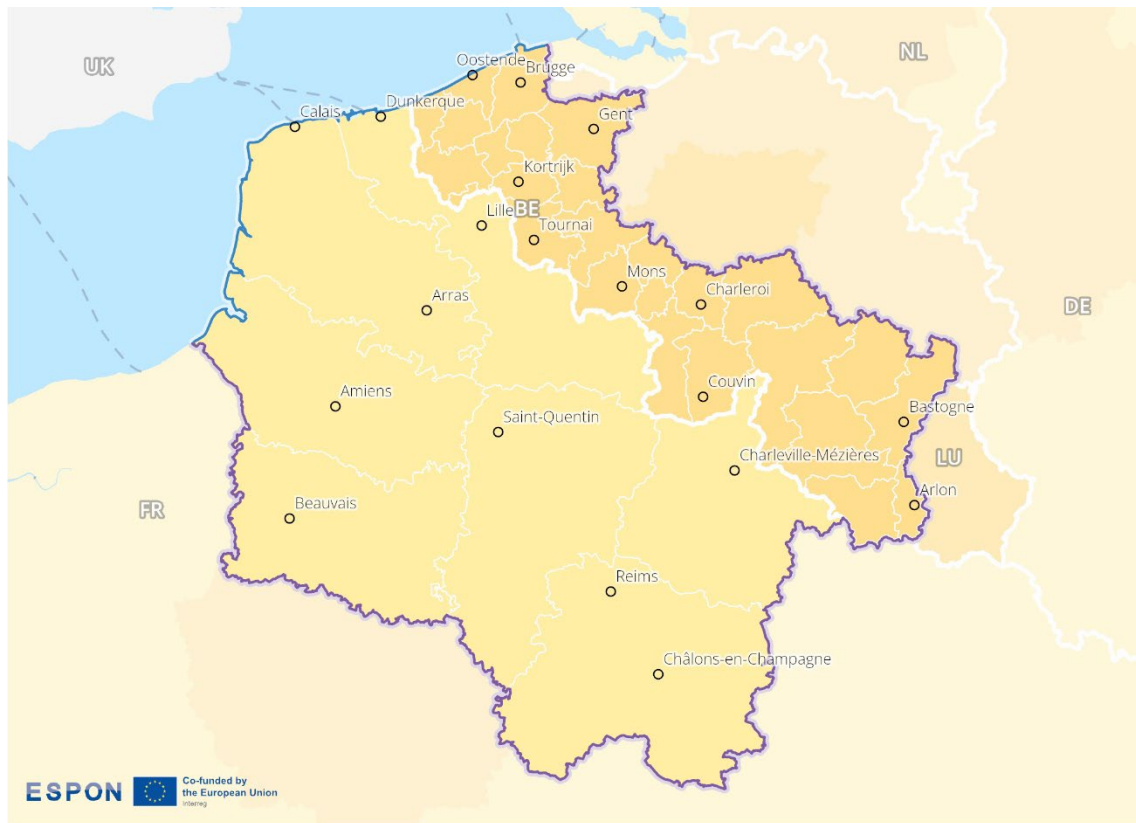 UK
NL
Oostende
Brugge
Dunkerque
Calais
Gent
Kortrijk
BE
Lille
Tournai
Mons
Charleroi
Arras
DE
Couvin
Amiens
Saint-Quentin
Bastogne
Charleville-Mézières
LU
Arlon
Beauvais
FR
Reims
Châlons-en-Champagne
ESPON
Co-funded by
the European Union
Interreg